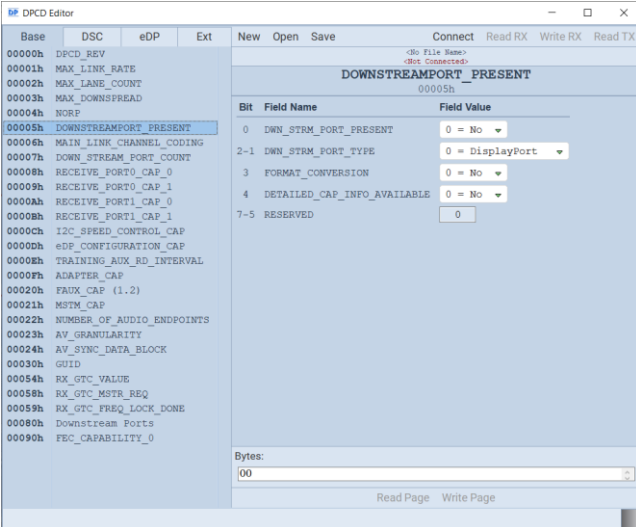 DPCD Editor
Base DSC eDP Ext
New Open Save Connect Read RX Write RX Read TX
<No File Name>
<Not Connected>
DOWNSTREAMPORT_PRESENT
00005h
00000h DPCD_REV
00001h MAX_LINK_RATE
00002h MAX_LANE_COUNT
00003h MAX_DOWNSPREAD
00004h NORP
00005h DOWNSTREAMPORT_PRESENT
00006h MAIN_LINK_CHANNEL_CODING
00007h DOWN_STREAM_PORT_COUNT
00008h RECEIVE_PORT0_CAP_0
00009h RECEIVE_PORT0_CAP_1
0000Ah RECEIVE_PORT1_CAP_0
0000Bh RECEIVE_PORT1_CAP_1
0000Ch I2C_SPEED_CONTROL_CAP
0000Dh eDP_CONFIGURATION_CAP
0000Eh TRAINING_AUX_RD_INTERVAL
0000Fh ADAPTER_CAP
00020h FAUX_CAP (1.2)
00021h MSTM_CAP
00022h NUMBER_OF_AUDIO_ENDPOINTS
00023h AV_GRANULARITY
00024h AV_SYNC_DATA_BLOCK
00030h GUID
00054h RX_GTC_VALUE
00058h RX_GTC_MSTR_REQ
00059h RX_GTC_FREQ_LOCK_DONE
00080h Downstream Ports
00090h FEC_CAPABILITY_0
Bit Field Name Field Value
0 DWN_STRM_PORT_PRESENT 0 = No
2-1 DWN_STRM_PORT_TYPE 0 = DisplayPort
3 FORMAT_CONVERSION 0 = No
4 DETAILED_CAP_INFO_AVAILABLE 0 = No
7-5 RESERVED 0
Bytes:
00
Read Page Write Page